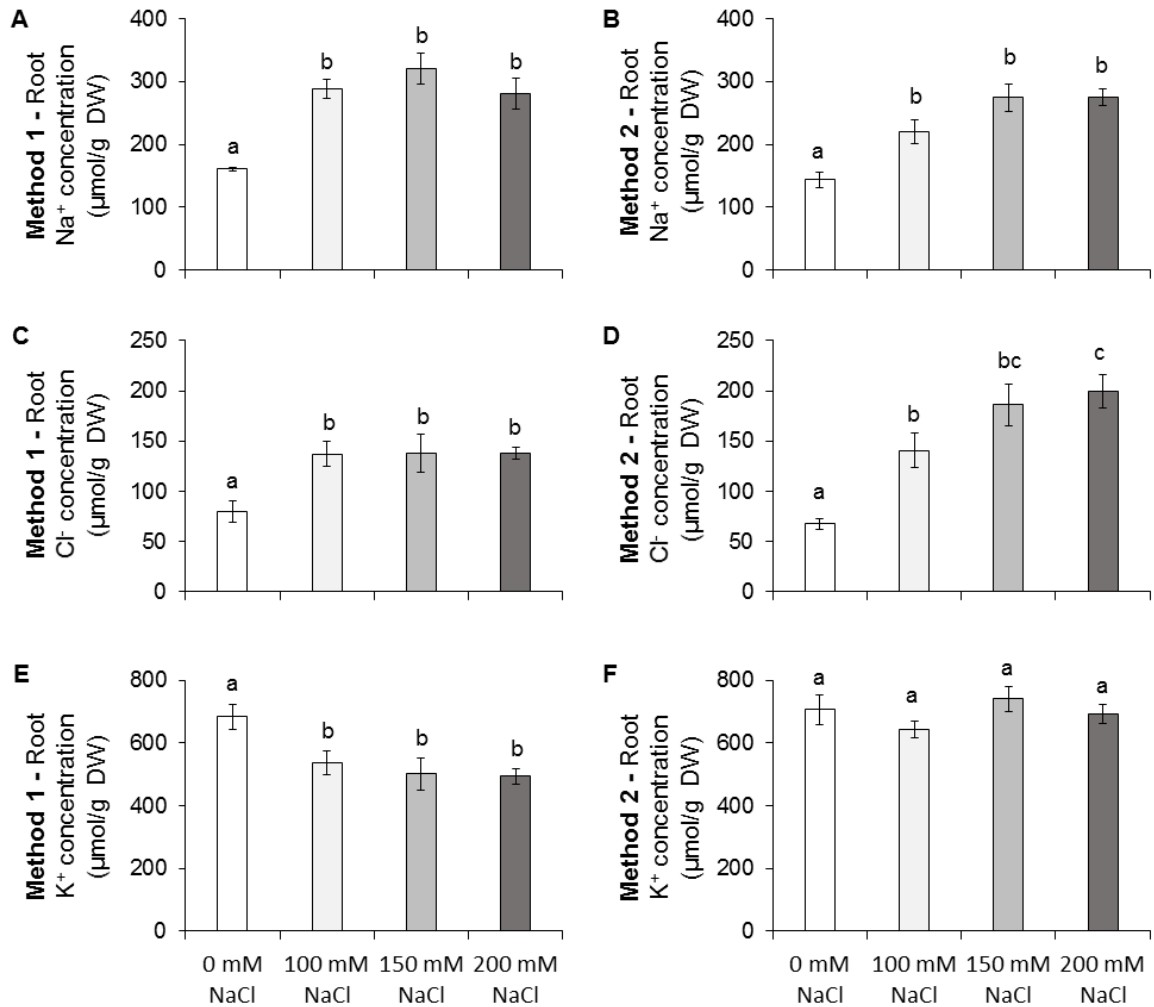 A
Method 1 - Root
Na⁺ concentration
(µmol/g DW)
400
300
200
100
0
a
b
b
b
B
Method 2 - Root
Na⁺ concentration
(µmol/g DW)
400
300
200
100
0
a
b
b
b
C
Method 1 - Root
Cl⁻ concentration
(µmol/g DW)
250
200
150
100
50
0
a
b
b
b
D
Method 2 - Root
Cl⁻ concentration
(µmol/g DW)
250
200
150
100
50
0
a
b
bc
c
E
Method 1 - Root
K⁺ concentration
(µmol/g DW)
800
600
400
200
0
a
b
b
b
0 mM 100 mM 150 mM 200 mM
NaCl NaCl NaCl NaCl
F
Method 2 - Root
K⁺ concentration
(µmol/g DW)
800
600
400
200
0
a
a
a
a
0 mM 100 mM 150 mM 200 mM
NaCl NaCl NaCl NaCl